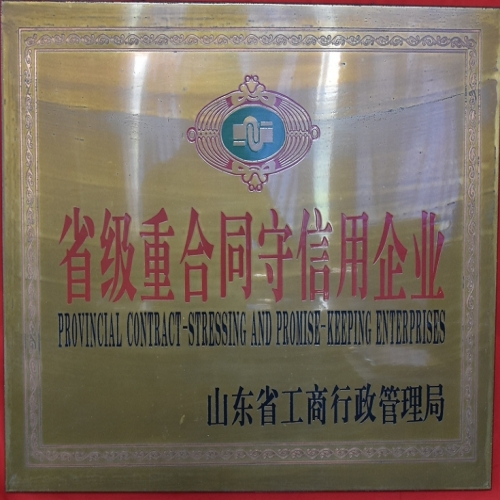 省级重合同守信用企业
PROVINCIAL CONTRACT-STRESSING AND PROMISE-KEEPING ENTERPRISES
山东省工商行政管理局